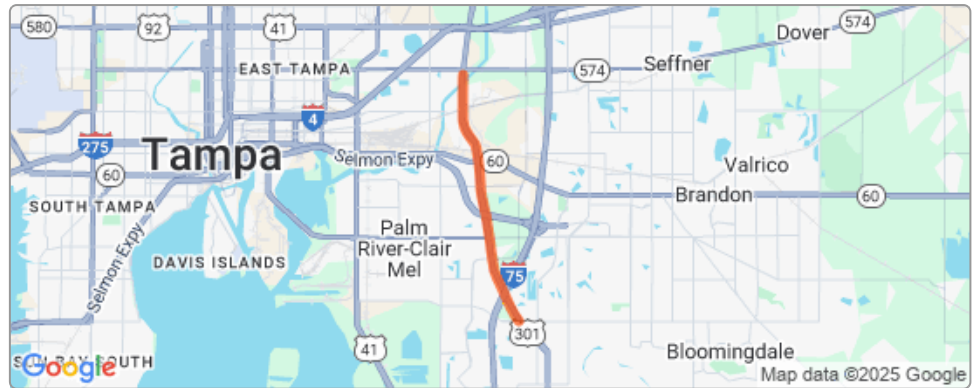 580
92
41
574
Dover
EAST TAMPA
574
Seffner
4
275
Tampa
Selmon Expy
60
60
Valrico
Brandon
60
SOUTH TAMPA
Palm
River-Clair
Mel
Selmon Expy
DAVIS ISLANDS
75
301
41
Bloomingdale
SOUTH
Google
Map data ©2025 Google